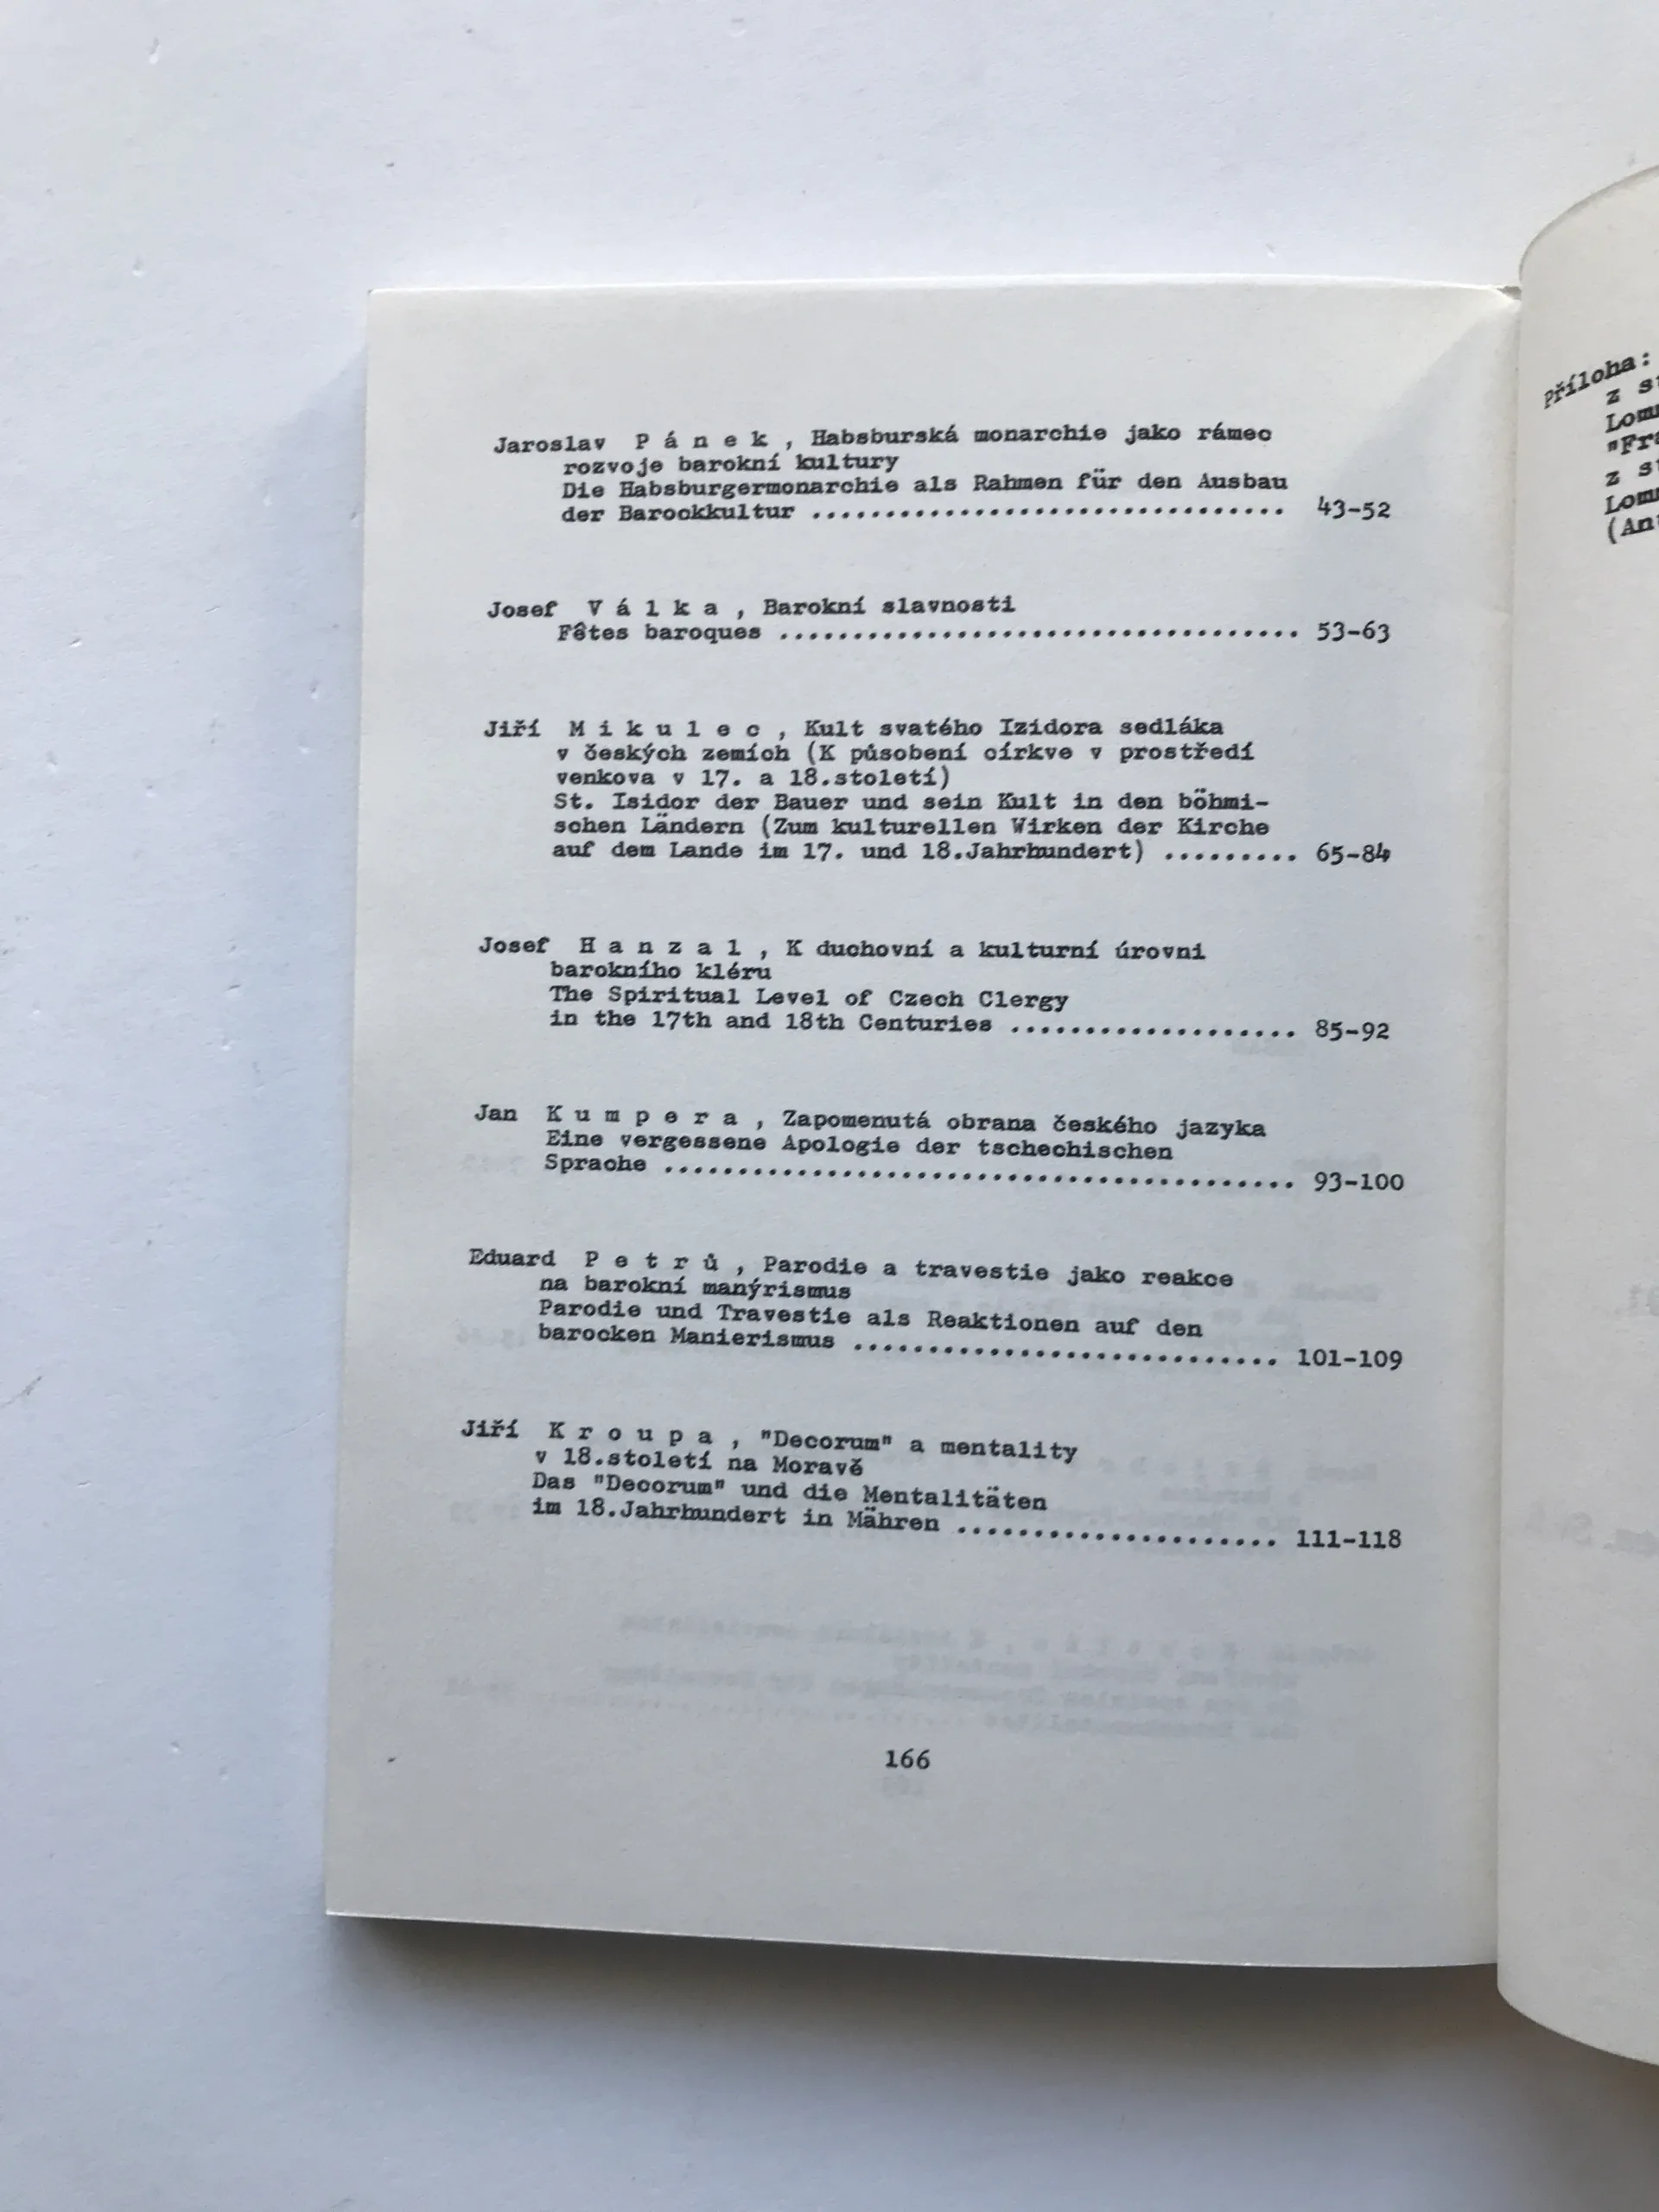 Jaroslav P á n e k , Habsburská monarchie jako rámec
rozvoje barokní kultury
Die Habsburgermonarchie als Rahmen für den Ausbau
der Barockkultur ................................. 43-52
Josef V á l k a , Barokní slavnosti
Fêtes baroques .................................... 53-63
Jiří M i k u l e c , Kult svatého Izidora sedláka
v českých zemích (K působení církve v prostředí
venkova v 17. a 18.století)
St. Isidor der Bauer und sein Kult in den böhmi-
schen Ländern (Zum kulturellen Wirken der Kirche
auf dem Lande im 17. und 18.Jahrhundert) ......... 65-84
Josef H a n z a l , K duchovní a kulturní úrovni
barokního kléru
The Spiritual Level of Czech Clergy
in the 17th and 18th Centuries .................... 85-92
Jan K u m p e r a , Zapomenutá obrana českého jazyka
Eine vergessene Apologie der tschechischen
Sprache ........................................... 93-100
Eduard P e t r ů , Parodie a travestie jako reakce
na barokní manýrismus
Parodie und Travestie als Reaktionen auf den
barocken Manierismus ............................. 101-109
Jiří K r o u p a , "Decorum" a mentality
v 18.století na Moravě
Das "Decorum" und die Mentalitäten
im 18.Jahrhundert in Mähren ...................... 111-118
166
Příloha:
z
"
z
(